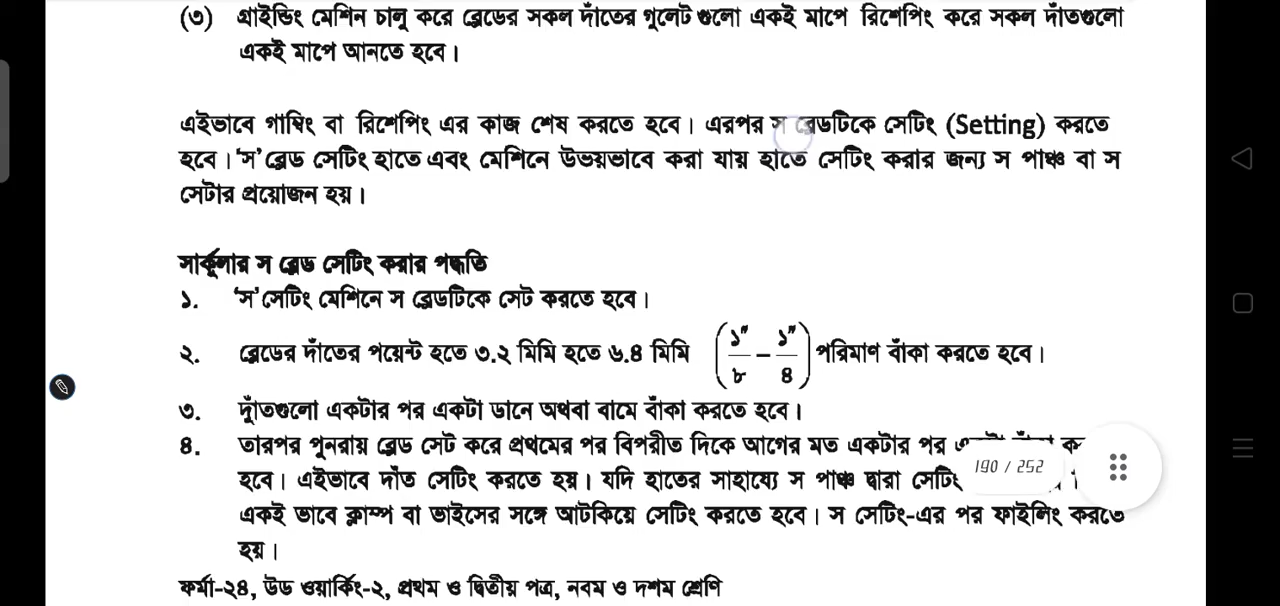 (৩) গ্রাইন্ডিং মেশিন চালু করে ব্লেডের সকল দাঁতের গুলেট গুলো একই মাপে রিশেপিং করে সকল দাঁতগুলো
একই মাপে আনতে হবে।
এইভাবে গাম্বিং বা রিশেপিং এর কাজ শেষ করতে হবে। এরপর স ব্লেডটিকে সেটিং (Setting) করতে
হবে। ‘স’ ব্লেড সেটিং হাতে এবং মেশিনে উভয়ভাবে করা যায় হাতে সেটিং করার জন্য স পাঞ্চ বা স
সেটার প্রয়োজন হয়।
সার্কুলার স ব্লেড সেটিং করার পদ্ধতি
১. ‘স’ সেটিং মেশিনে স ব্লেডটিকে সেট করতে হবে।
২. ব্লেডের দাঁতের পয়েন্ট হতে ৩.২ মিমি হতে ৬.৪ মিমি (১"/৮ – ১"/৪) পরিমাণ বাঁকা করতে হবে।
৩. দাঁতগুলো একটার পর একটা ডানে অথবা বামে বাঁকা করতে হবে।
৪. তারপর পুনরায় ব্লেড সেট করে প্রথমের পর বিপরীত দিকে আগের মত একটার পর
হবে। এইভাবে দাঁত সেটিং করতে হয়। যদি হাতের সাহায্যে স পাঞ্চ দ্বারা সেটিং
190 / 252
একই ভাবে ক্লাম্প বা ভাইসের সঙ্গে আটকিয়ে সেটিং করতে হবে। স সেটিং-এর পর ফাইলিং করতে
হয়।
ফর্মা-২৪, উড ওয়ার্কিং-২, প্রথম ও দ্বিতীয় পত্র, নবম ও দশম শ্রেণি